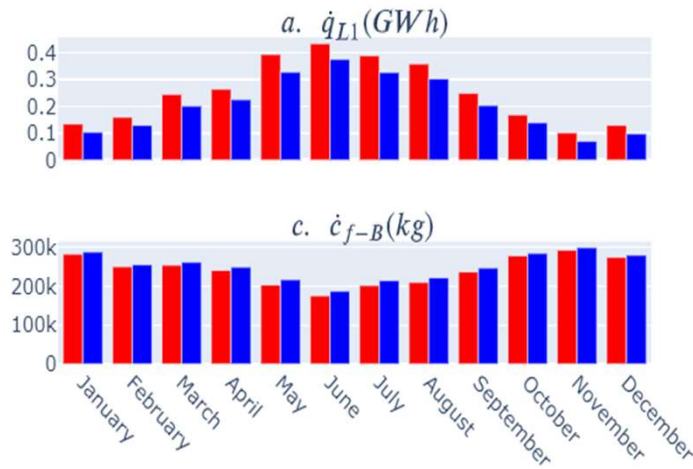 a. q̇_{L1}(GWh)
0.4
0.3
0.2
0.1
0
c. ċ_{f−B}(kg)
300k
200k
100k
0
January
February
March
April
May
June
July
August
September
October
November
December